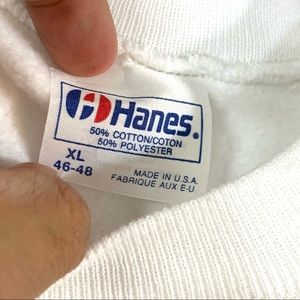 Hanes®
50% COTTON/COTON
50% POLYESTER
XL
46-48
MADE IN U.S.A.
FABRIQUE AUX E-U